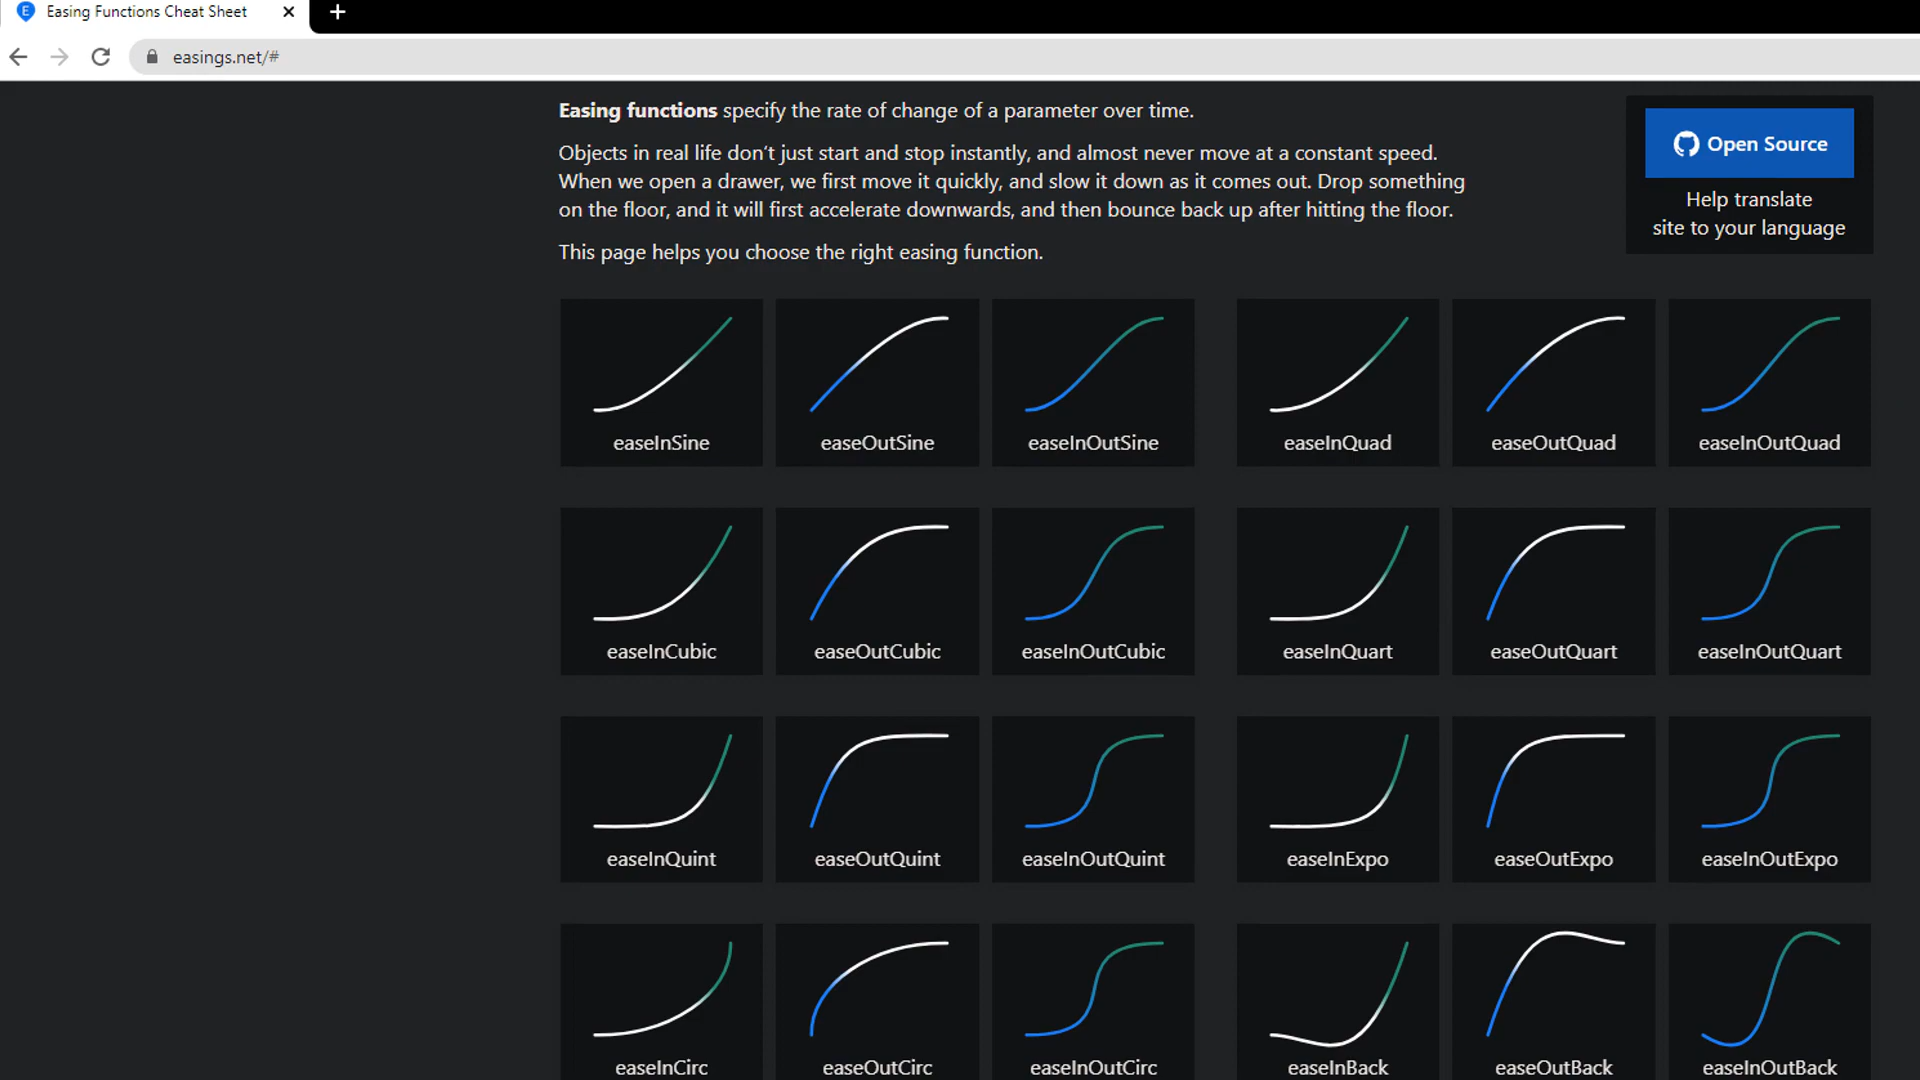 Easing Functions Cheat Sheet
easings.net/#
Easing functions specify the rate of change of a parameter over time.
Objects in real life don’t just start and stop instantly, and almost never move at a constant speed.
When we open a drawer, we first move it quickly, and slow it down as it comes out. Drop something
on the floor, and it will first accelerate downwards, and then bounce back up after hitting the floor.
This page helps you choose the right easing function.
Open Source
Help translate
site to your language
easeInSine easeOutSine easeInOutSine easeInQuad easeOutQuad easeInOutQuad
easeInCubic easeOutCubic easeInOutCubic easeInQuart easeOutQuart easeInOutQuart
easeInQuint easeOutQuint easeInOutQuint easeInExpo easeOutExpo easeInOutExpo
easeInCirc easeOutCirc easeInOutCirc easeInBack easeOutBack easeInOutBack